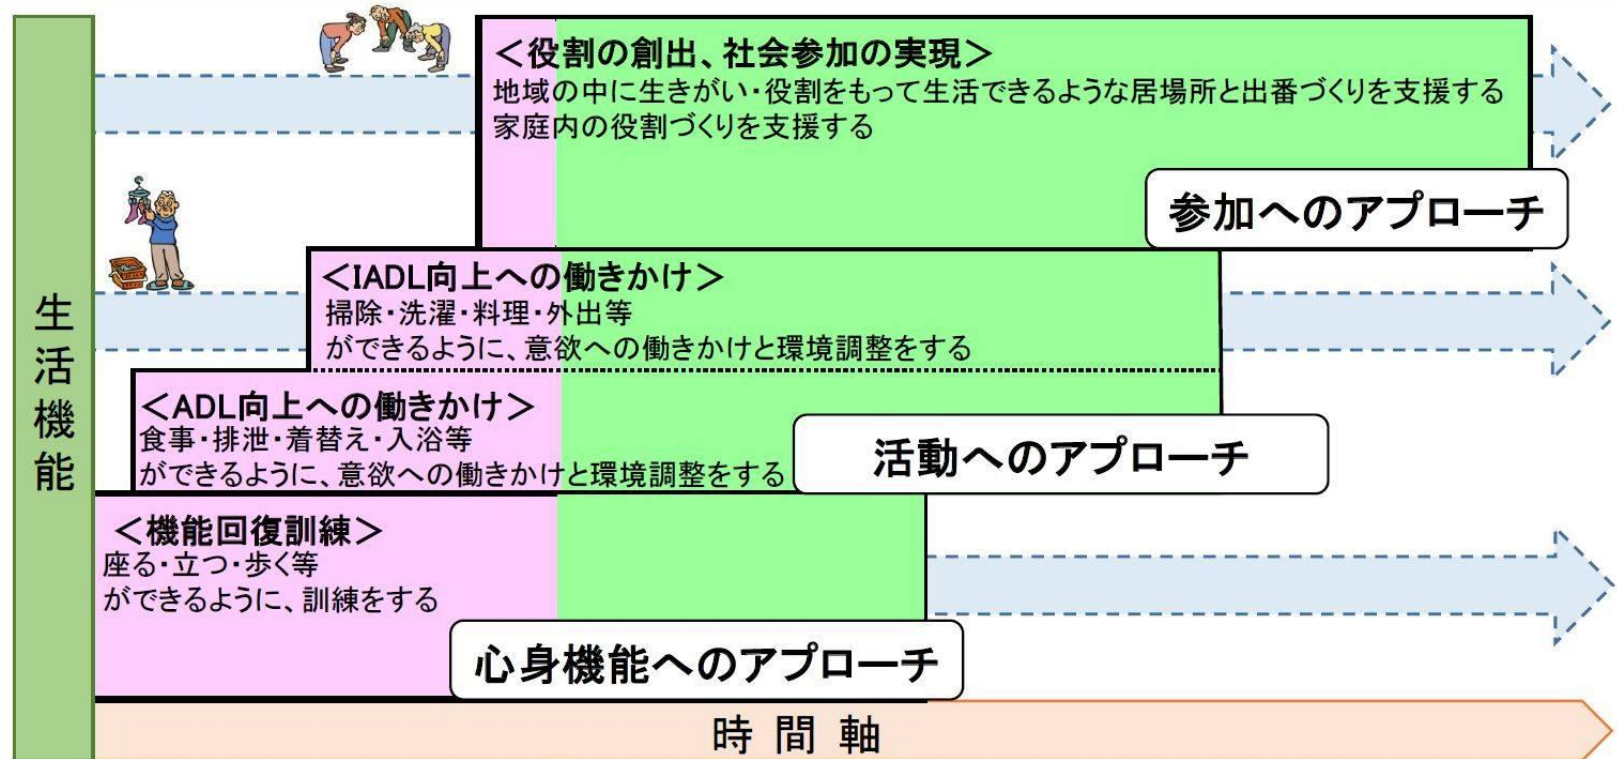 生活機能
＜役割の創出、社会参加の実現＞
地域の中に生きがい・役割をもって生活できるような居場所と出番づくりを支援する
家庭内の役割づくりを支援する
参加へのアプローチ
＜IADL向上への働きかけ＞
掃除・洗濯・料理・外出等
ができるように、意欲への働きかけと環境調整をする
＜ADL向上への働きかけ＞
食事・排泄・着替え・入浴等
ができるように、意欲への働きかけと環境調整をする
活動へのアプローチ
＜機能回復訓練＞
座る・立つ・歩く等
ができるように、訓練をする
心身機能へのアプローチ
時間軸